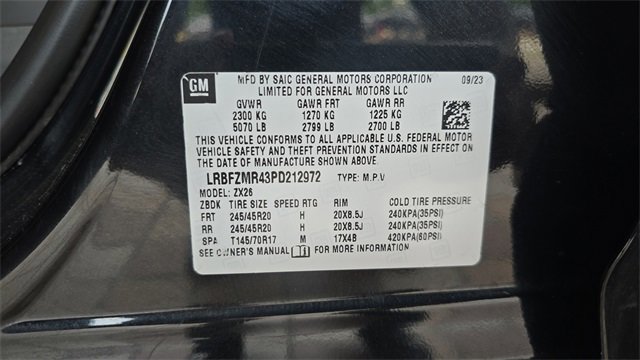 GM
MFD BY SAIC GENERAL MOTORS CORPORATION 09/23
LIMITED FOR GENERAL MOTORS LLC
GVWR GAWR FRT GAWR RR
2300 KG 1270 KG 1225 KG
5070 LB 2799 LB 2700 LB
THIS VEHICLE CONFORMS TO ALL APPLICABLE U.S. FEDERAL MOTOR
VEHICLE SAFETY AND THEFT PREVENTION STANDARDS IN EFFECT ON
THE DATE OF MANUFACTURE SHOWN ABOVE.
LRBFZMR43PD212972 TYPE: M.P.V
MODEL: ZX26
ZBDK TIRE SIZE SPEED RTG RIM COLD TIRE PRESSURE
FRT 245/45R20 H 20X8.5J 240KPA(35PSI)
RR 245/45R20 H 20X8.5J 240KPA(35PSI)
SPA T145/70R17 M 17X4B 420KPA(60PSI)
SEE OWNER'S MANUAL FOR MORE INFORMATION